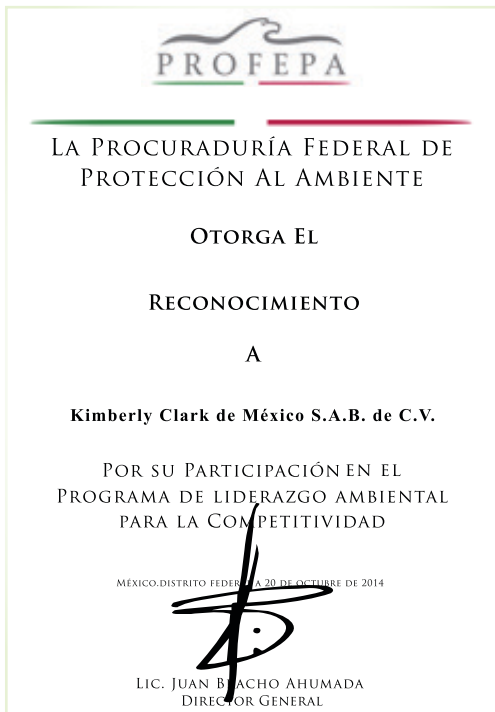 PROFEPA
LA PROCURADURÍA FEDERAL DE
PROTECCIÓN AL AMBIENTE
OTORGA EL
RECONOCIMIENTO
A
Kimberly Clark de México S.A.B. de C.V.
POR SU PARTICIPACIÓN EN EL
PROGRAMA DE LIDERAZGO AMBIENTAL
PARA LA COMPETITIVIDAD
MÉXICO.DISTRITO FEDERAL A 20 DE OCTUBRE DE 2014
LIC. JUAN BRACHO AHUMADA
DIRECTOR GENERAL